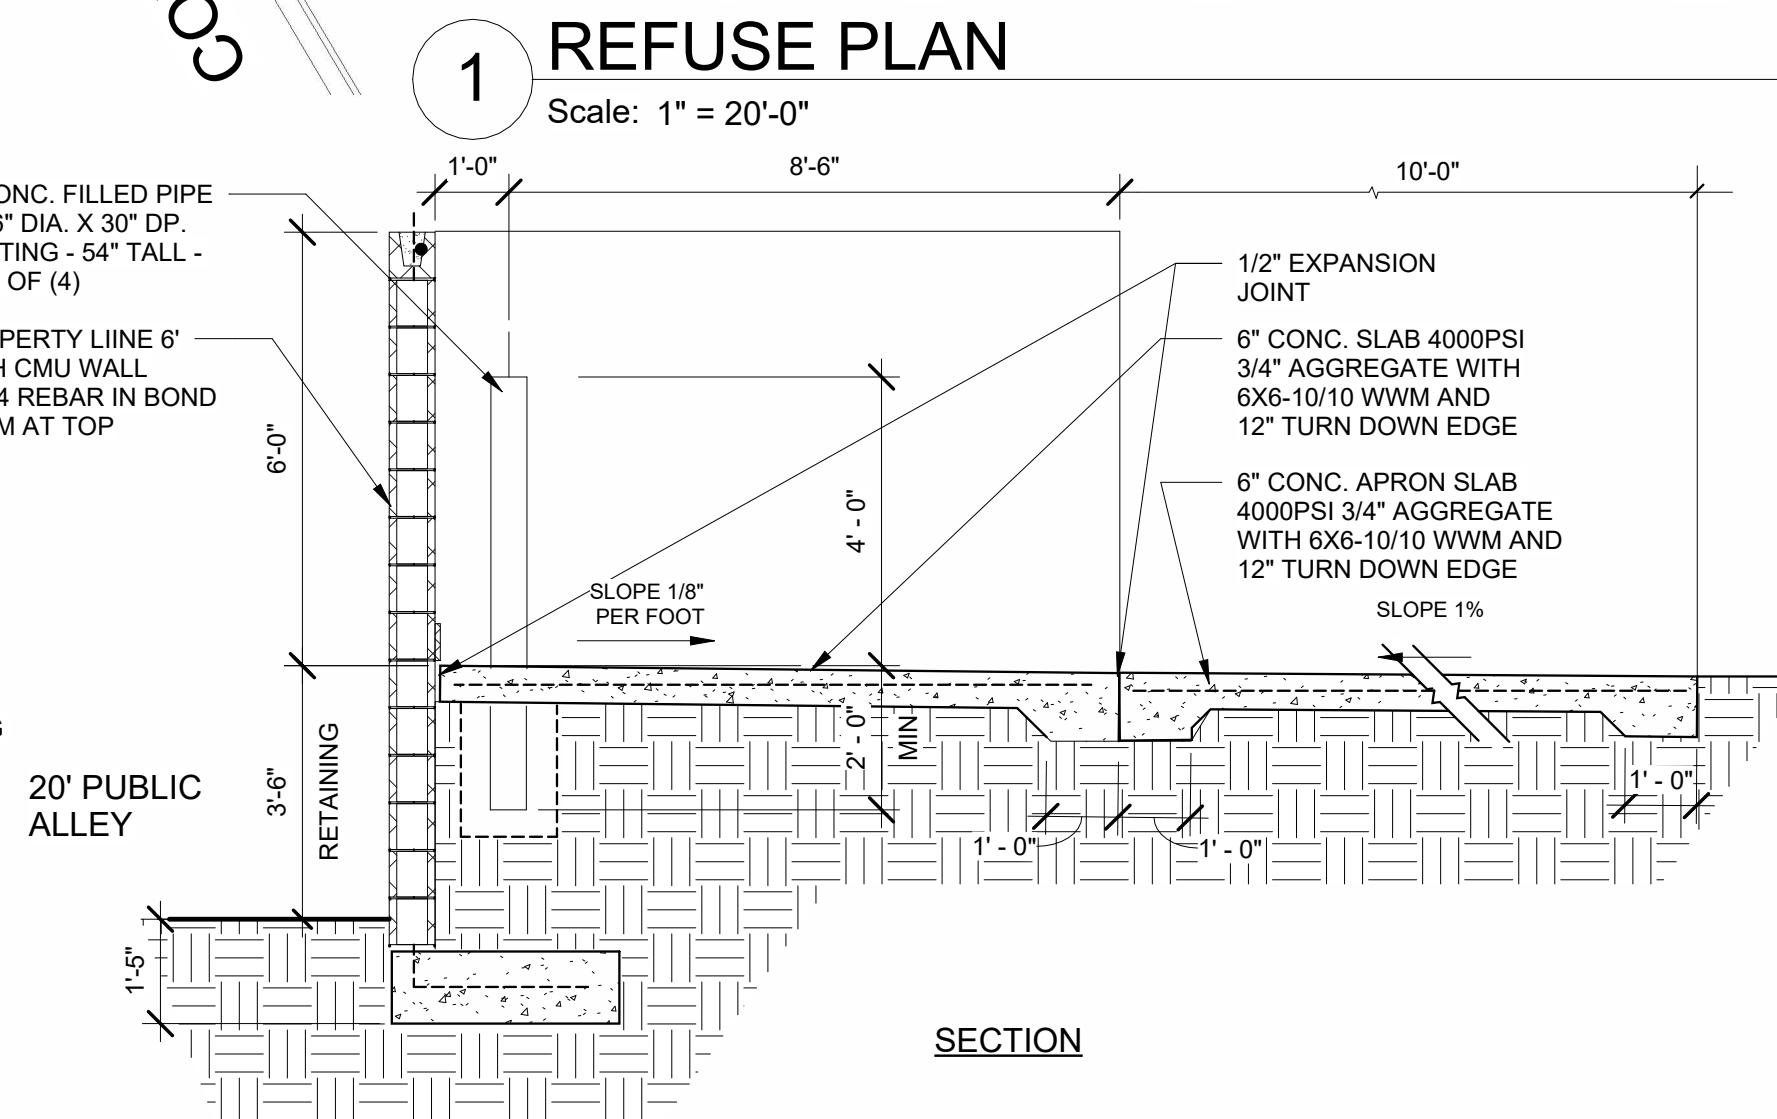 CO
1
REFUSE PLAN
Scale: 1" = 20'-0"
1'-0"
8'-6"
10'-0"
ONC. FILLED PIPE
6" DIA. X 30" DP.
TING - 54" TALL -
OF (4)
PERTY LIINE 6'
H CMU WALL
4 REBAR IN BOND
M AT TOP
1/2" EXPANSION
JOINT
6" CONC. SLAB 4000PSI
3/4" AGGREGATE WITH
6X6-10/10 WWM AND
12" TURN DOWN EDGE
6" CONC. APRON SLAB
4000PSI 3/4" AGGREGATE
WITH 6X6-10/10 WWM AND
12" TURN DOWN EDGE
SLOPE 1%
6'-0"
4' - 0"
SLOPE 1/8"
PER FOOT
3'-6"
RETAINING
2' - 0"
MIN
20' PUBLIC
ALLEY
1' - 0"
1' - 0"
1' - 0"
1'-5"
SECTION